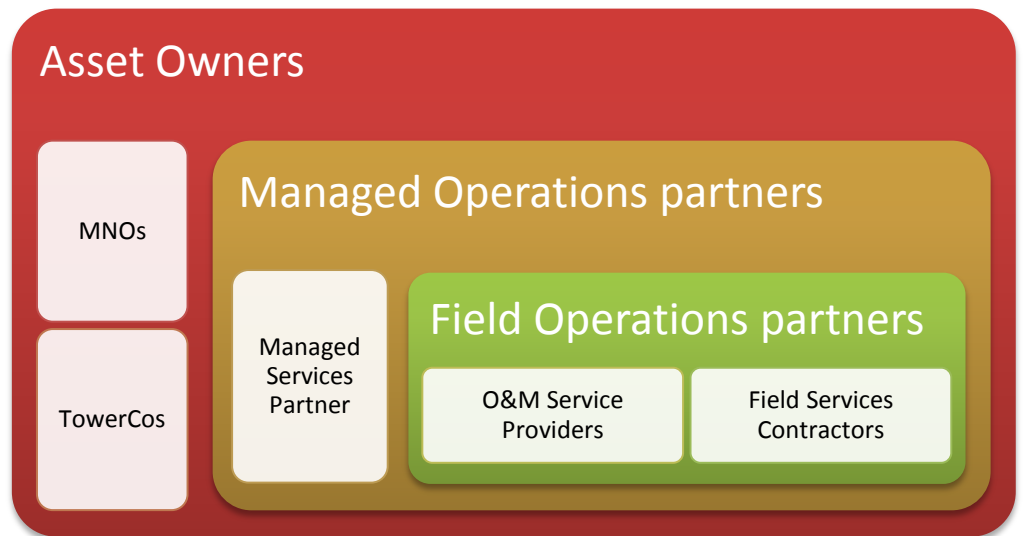 Asset Owners
MNOs
TowerCos
Managed Operations partners
Managed
Services
Partner
Field Operations partners
O&M Service
Providers
Field Services
Contractors